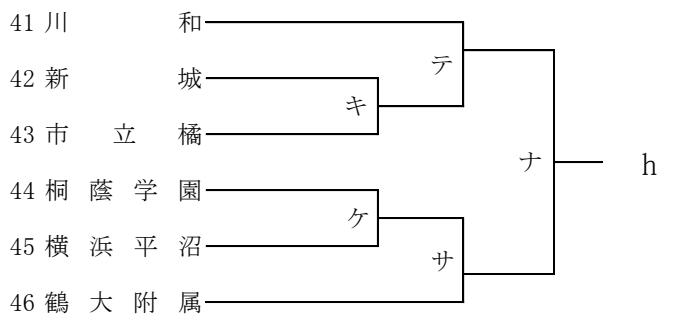 41 川和
テ
42 新城
キ
43 市立橘
ナ h
44 桐蔭学園
ケ
45 横浜平沼
サ
46 鶴大附属